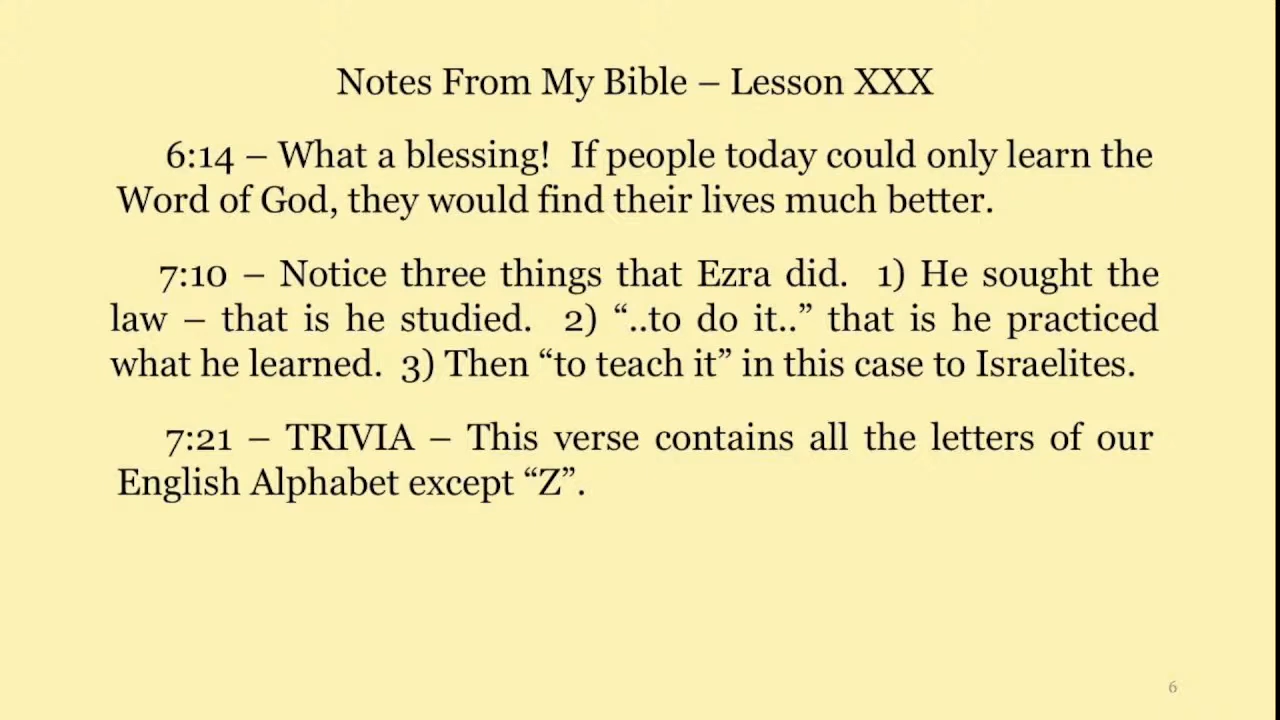 Notes From My Bible – Lesson XXX
6:14 – What a blessing!  If people today could only learn the
Word of God, they would find their lives much better.
7:10 – Notice three things that Ezra did.  1) He sought the
law – that is he studied.  2) “..to do it..” that is he practiced
what he learned.  3) Then “to teach it” in this case to Israelites.
7:21 – TRIVIA – This verse contains all the letters of our
English Alphabet except “Z”.
6